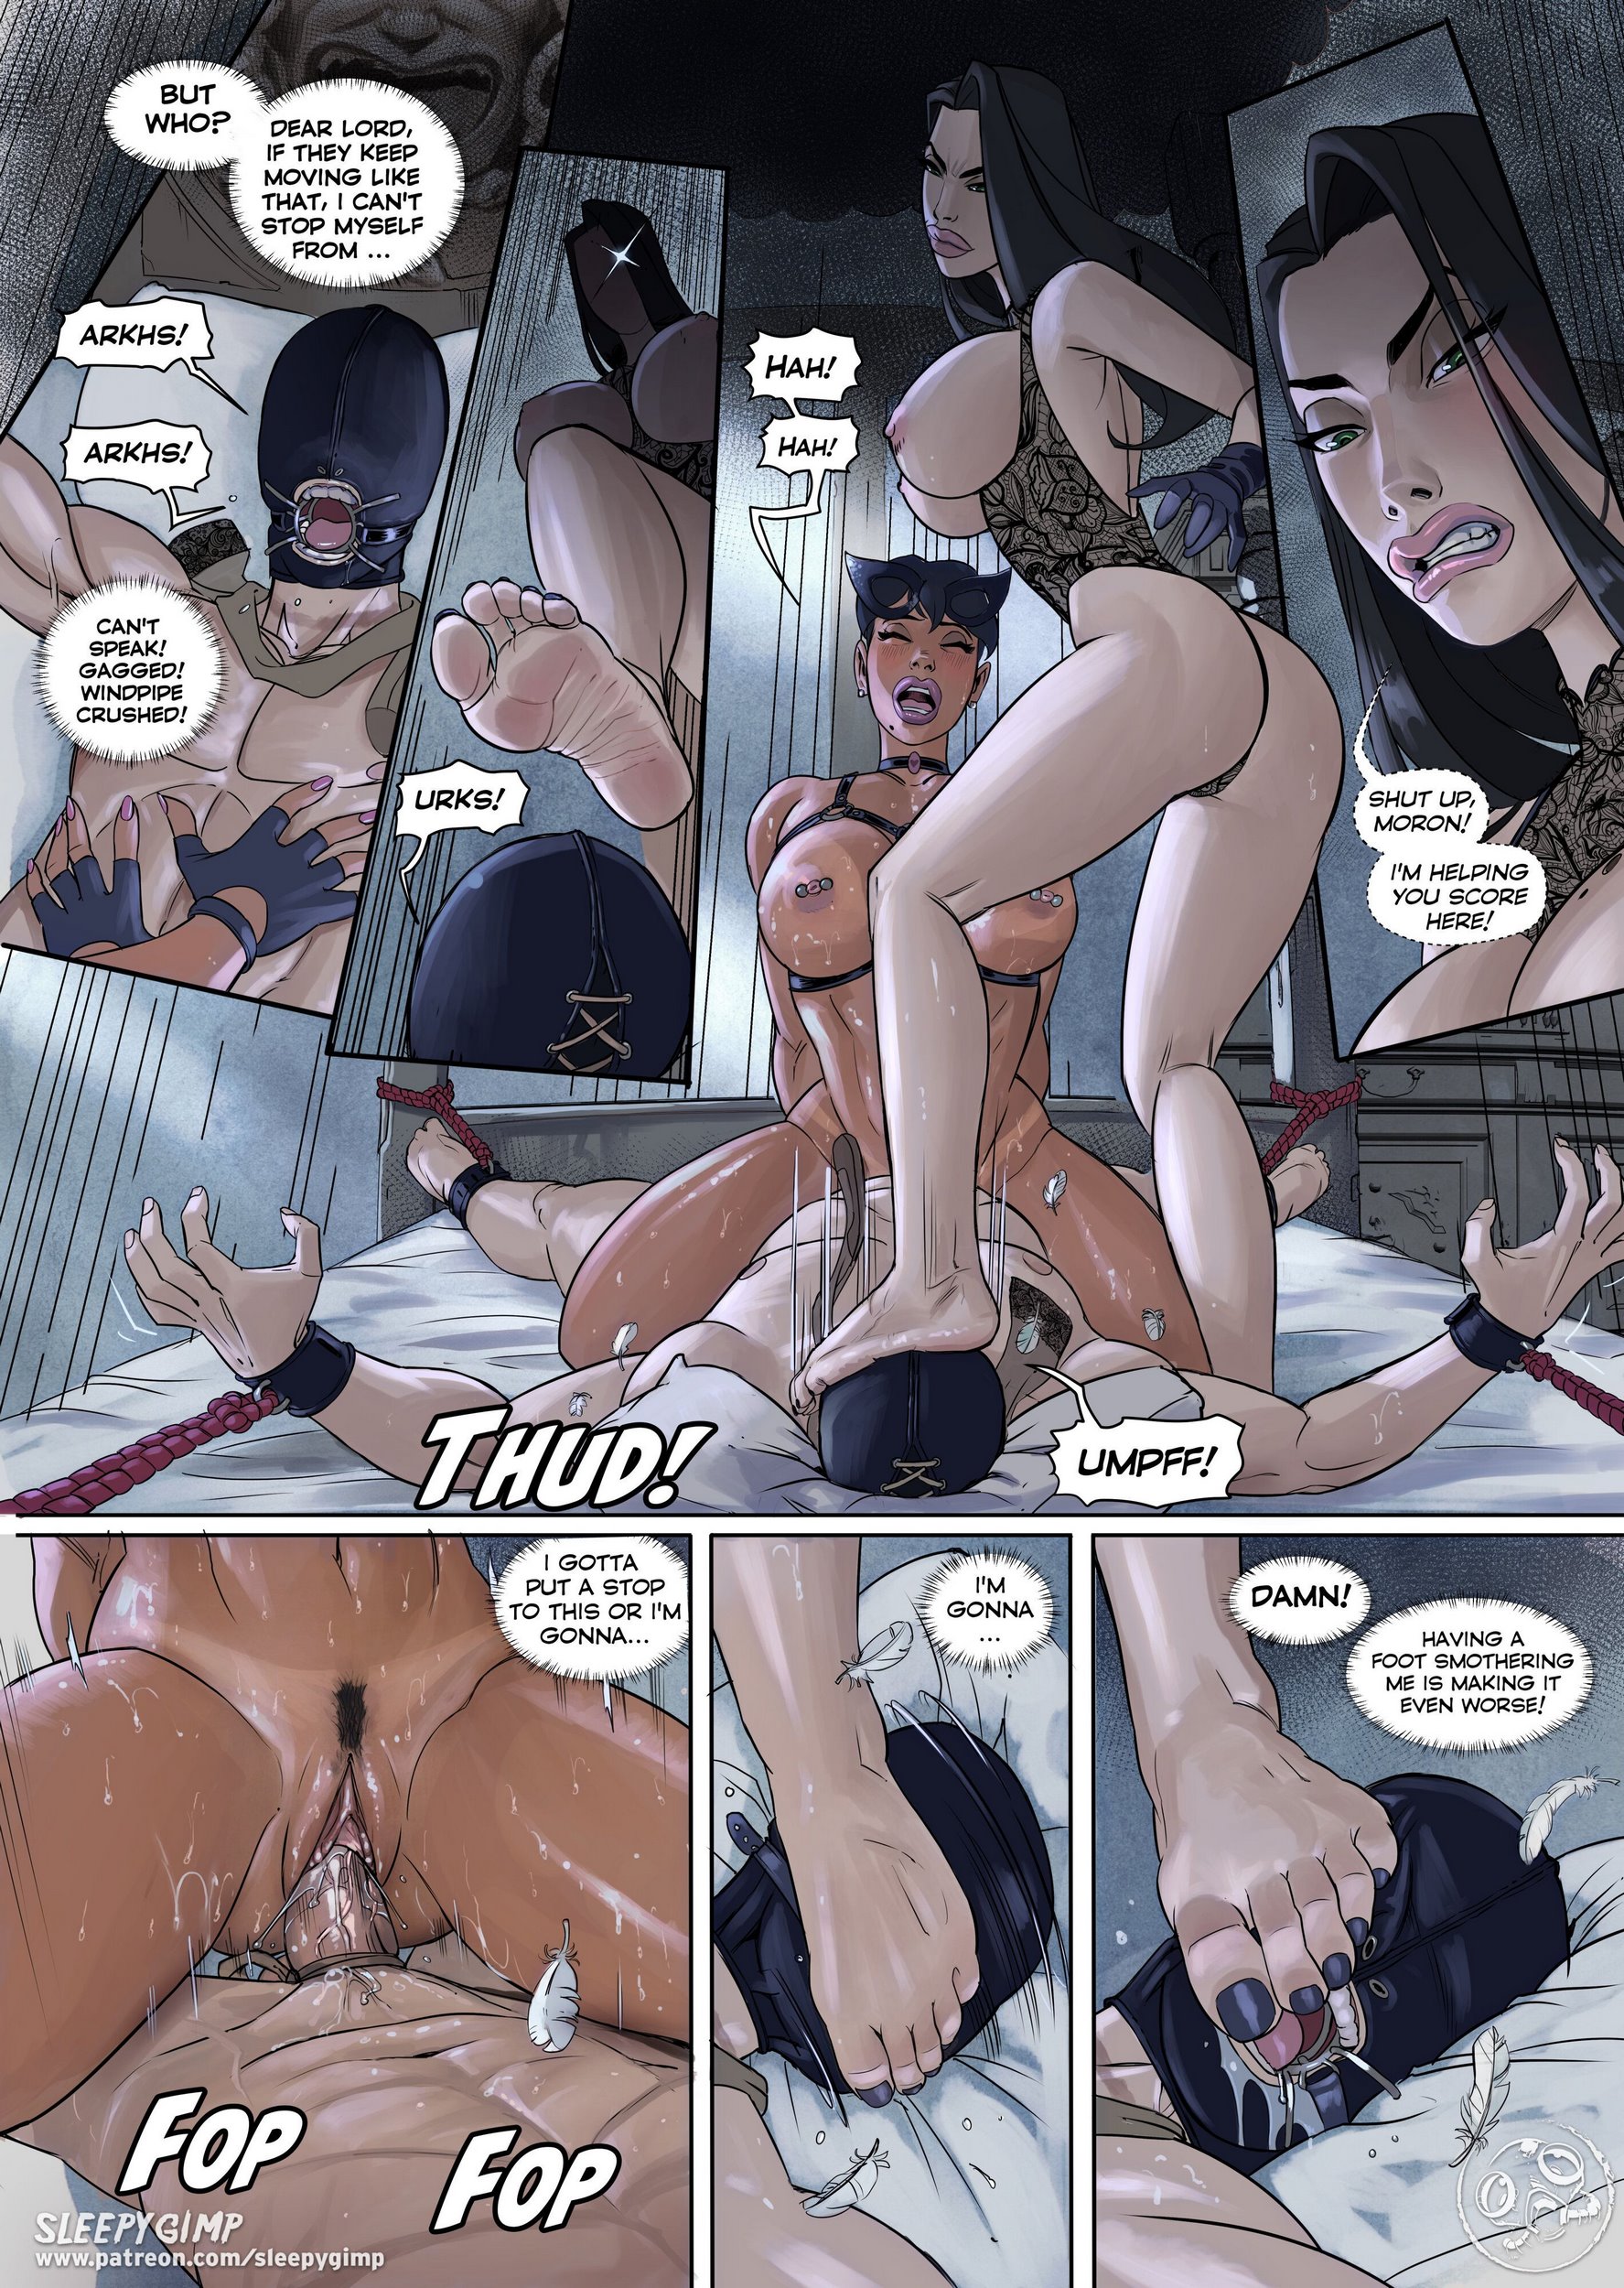 BUT
WHO?
DEAR LORD,
IF THEY KEEP
MOVING LIKE
THAT, I CAN'T
STOP MYSELF
FROM ...
ARKHS!
ARKHS!
CAN'T
SPEAK!
GAGGED!
WINDPIPE
CRUSHED!
URKS!
HAH!
HAH!
SHUT UP,
MORON!
I'M HELPING
YOU SCORE
HERE!
THUD!
UMPFF!
I GOTTA
PUT A STOP
TO THIS OR I'M
GONNA...
FOP
FOP
I'M
GONNA
...
DAMN!
HAVING A
FOOT SMOTHERING
ME IS MAKING IT
EVEN WORSE!
SLEEPYGIMP
www.patreon.com/sleepygimp